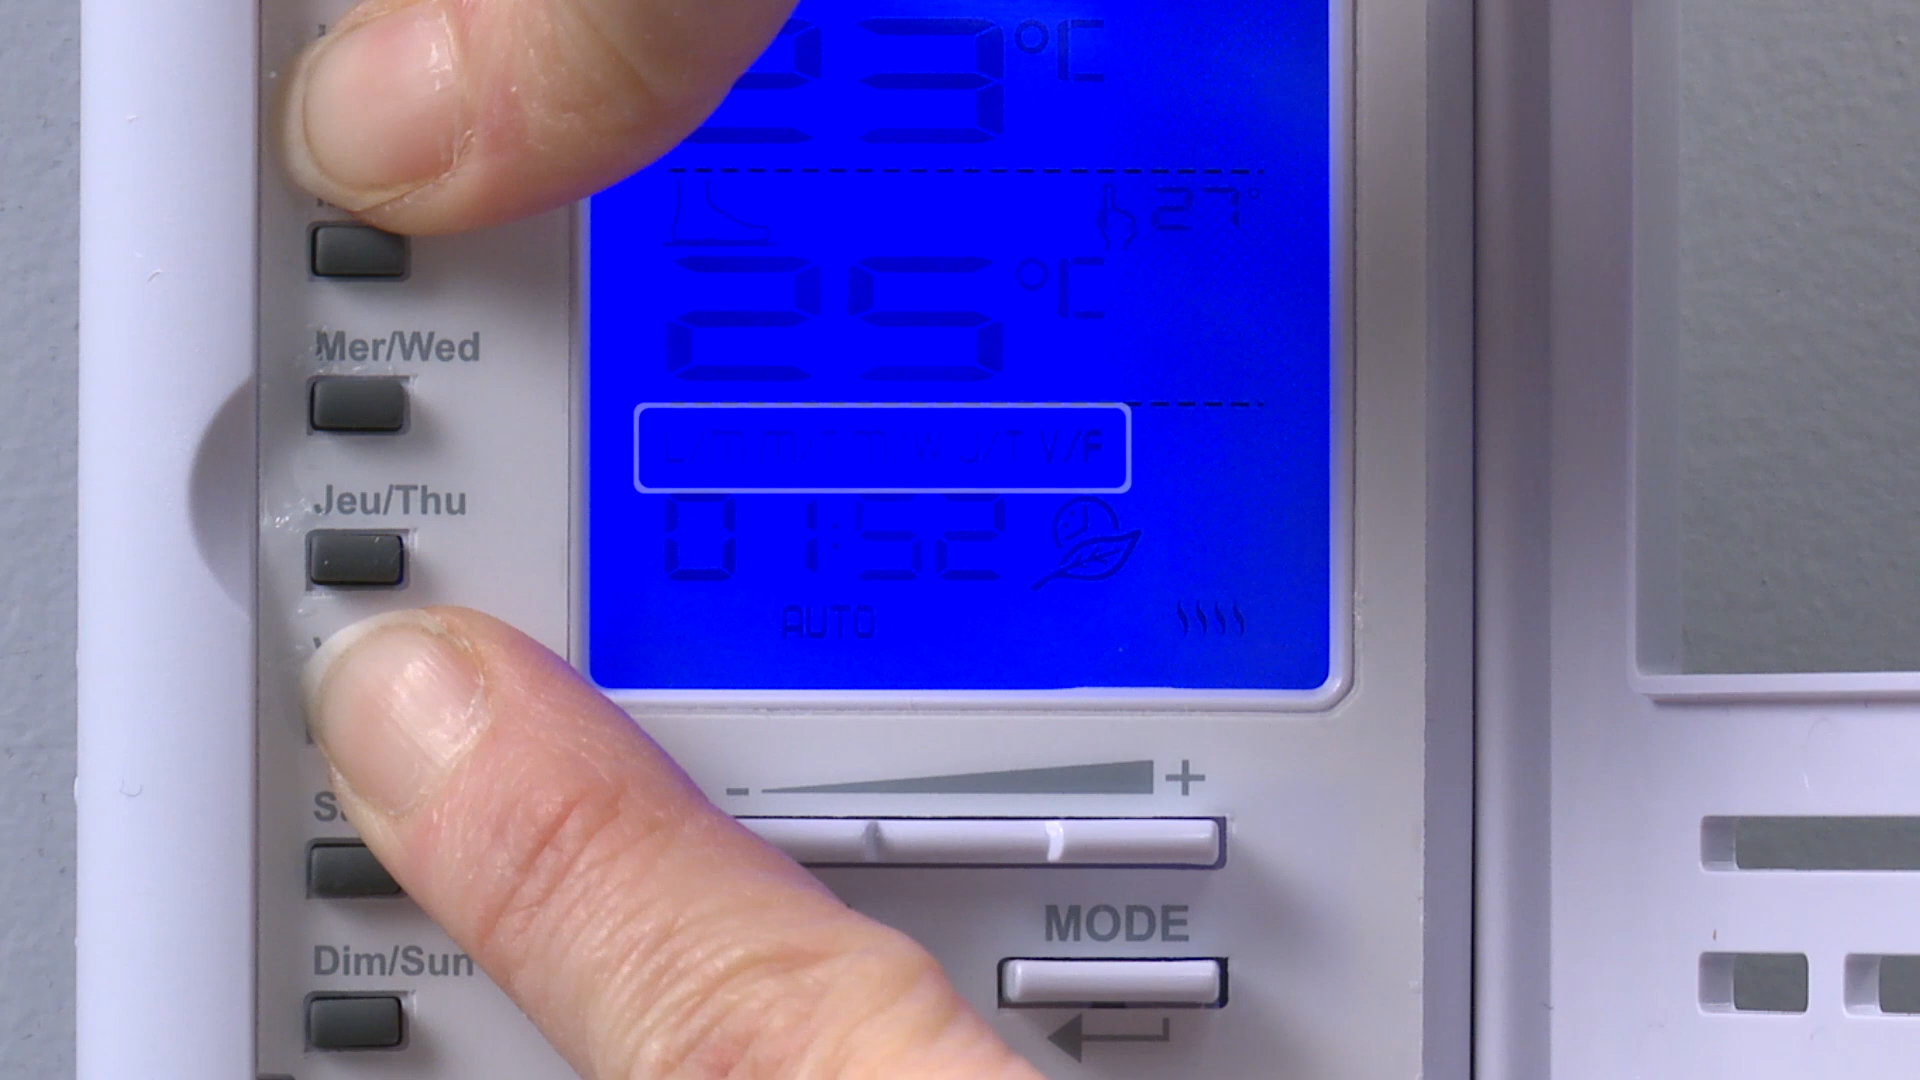 23°C
27°
25°C
Mer/Wed
J/T V/F
Jeu/Thu
01:52
AUTO
- +
MODE
Dim/Sun